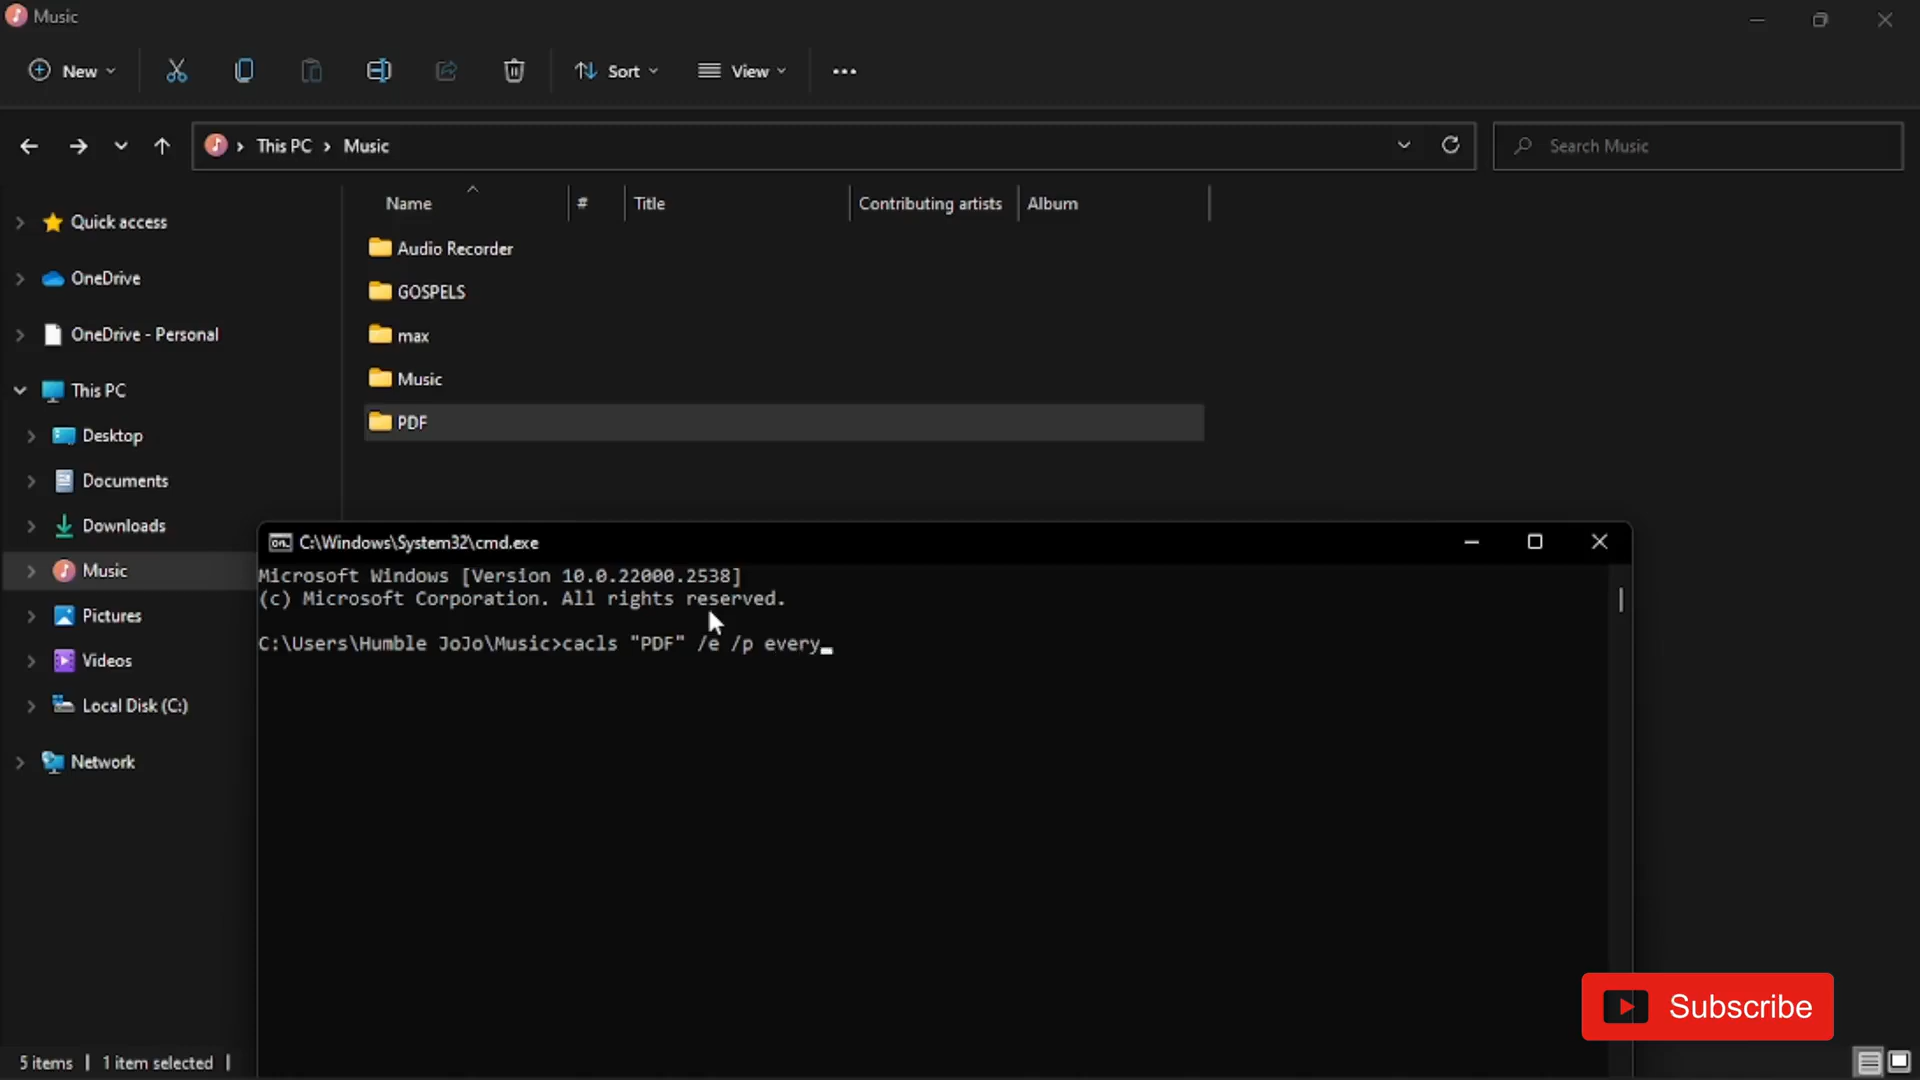 Music
New
Sort
View
This PC > Music
Search Music
Name
#
Title
Contributing artists
Album
Quick access
OneDrive
OneDrive - Personal
This PC
Desktop
Documents
Downloads
Music
Pictures
Videos
Local Disk (C:)
Network
Audio Recorder
GOSPELS
max
Music
PDF
C:\Windows\System32\cmd.exe
Microsoft Windows [Version 10.0.22000.2538]
(c) Microsoft Corporation. All rights reserved.
C:\Users\Humble JoJo\Music>cacls "PDF" /e /p every_
Subscribe
5 items | 1 item selected |